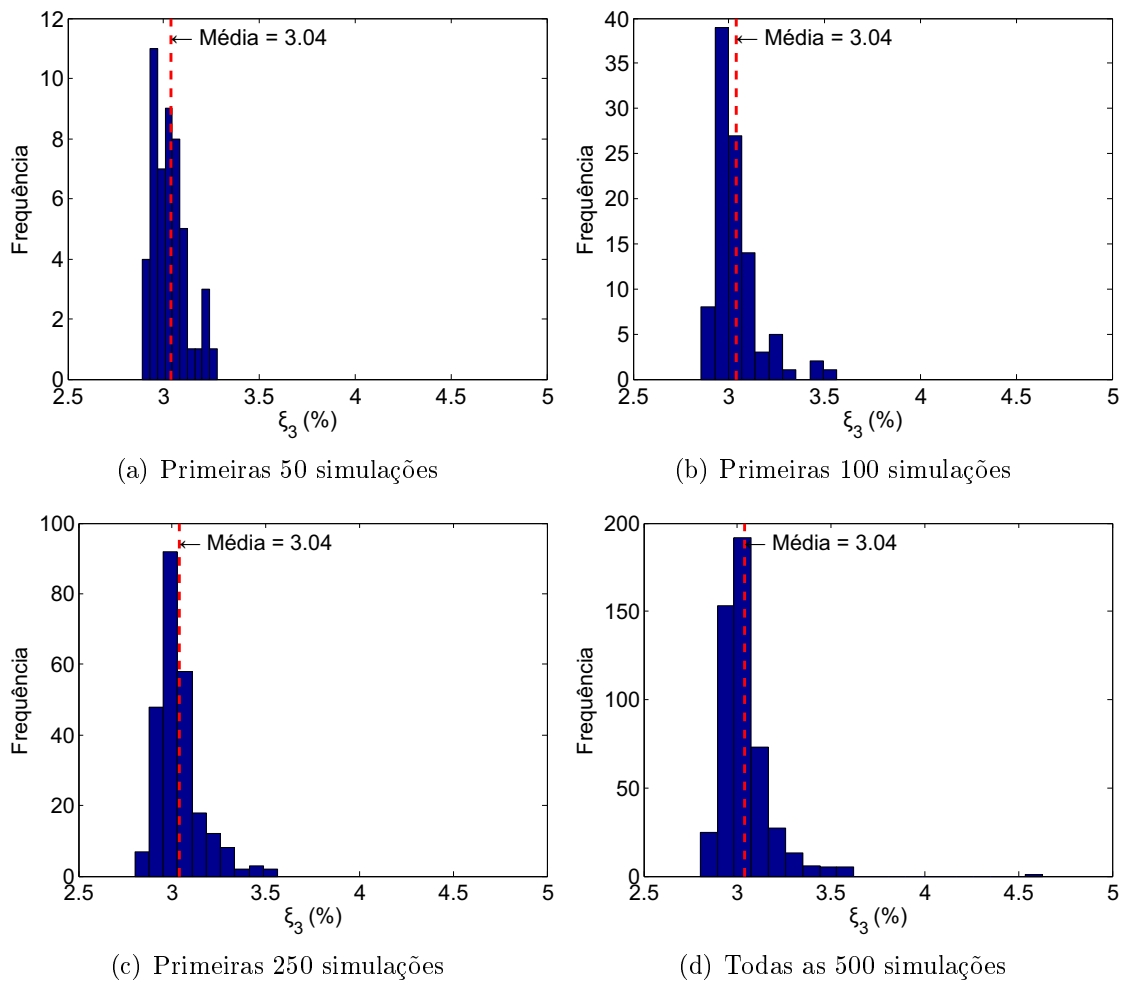 12
10
8
6
4
2
0
Frequência
← Média = 3.04
2.5 3 3.5 4 4.5 5
ξ3 (%)
(a) Primeiras 50 simulações
40
35
30
25
20
15
10
5
0
Frequência
← Média = 3.04
2.5 3 3.5 4 4.5 5
ξ3 (%)
(b) Primeiras 100 simulações
100
80
60
40
20
0
Frequência
← Média = 3.04
2.5 3 3.5 4 4.5 5
ξ3 (%)
(c) Primeiras 250 simulações
200
150
100
50
0
Frequência
← Média = 3.04
2.5 3 3.5 4 4.5 5
ξ3 (%)
(d) Todas as 500 simulações